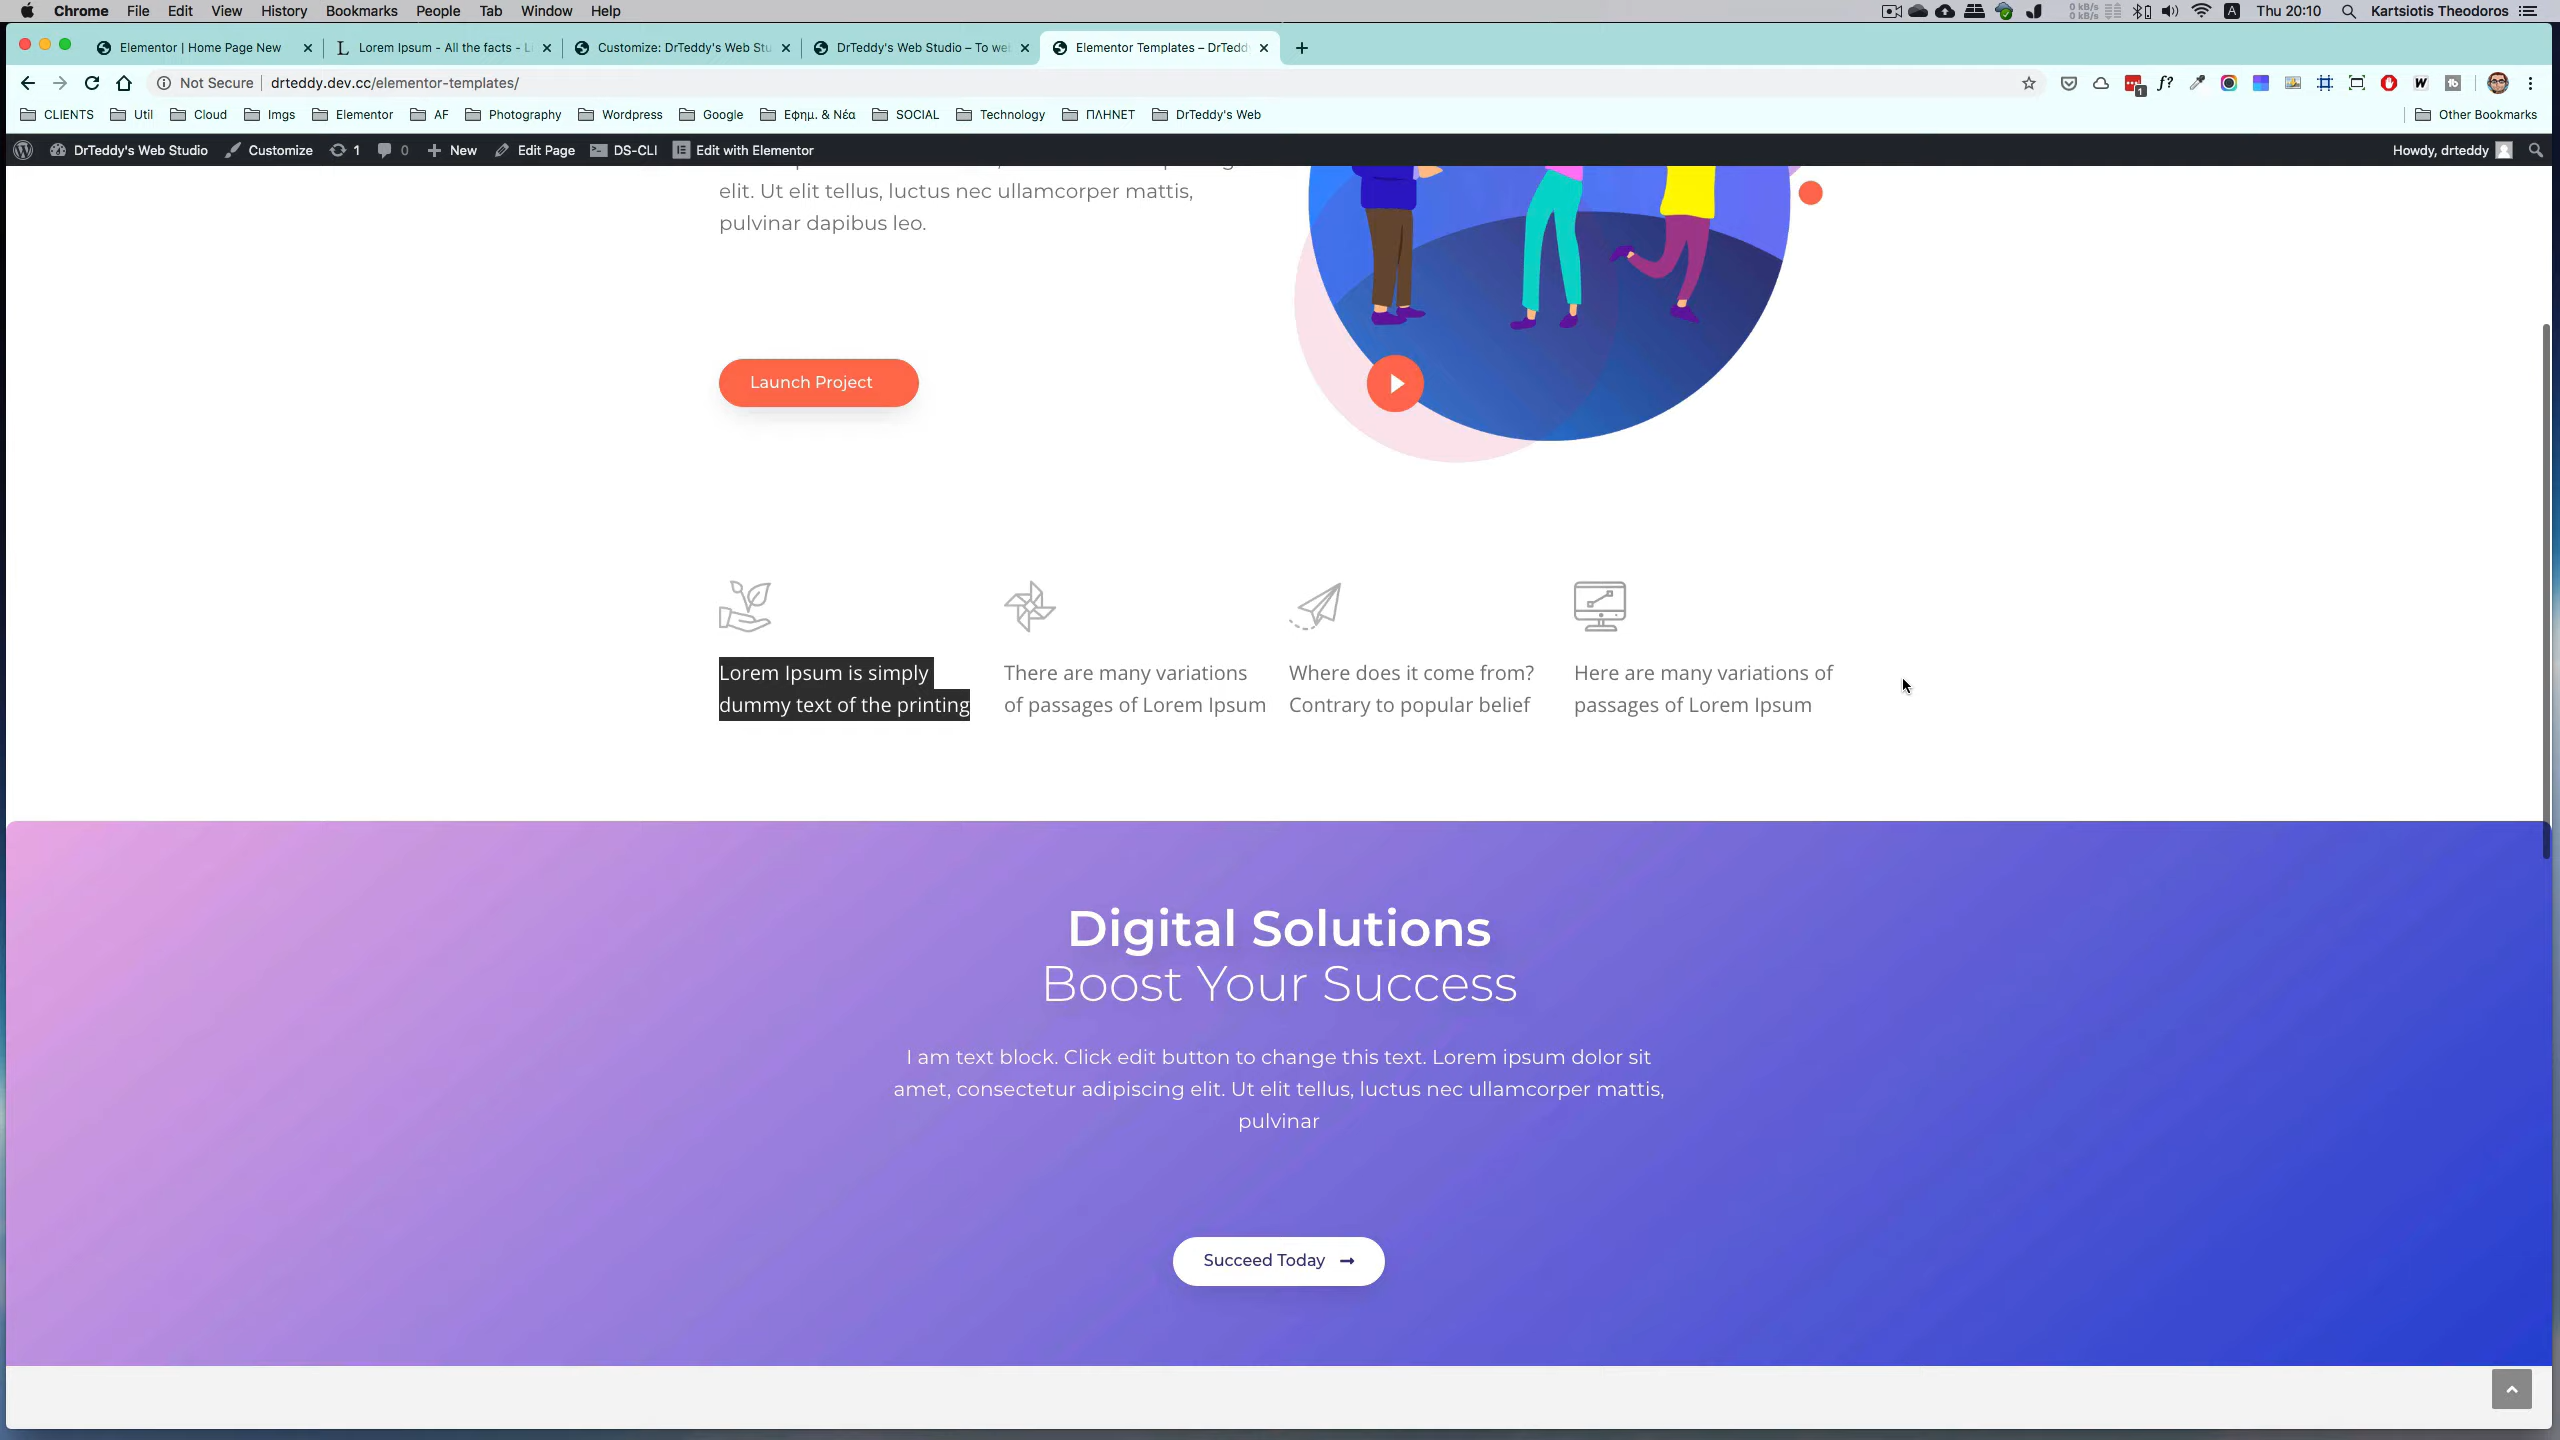 Chrome File Edit View History Bookmarks People Tab Window Help
0 kB/s
0 kB/s
A Thu 20:10 Kartsiotis Theodoros
Elementor | Home Page New
Lorem Ipsum - All the facts - L
Customize: DrTeddy's Web Stu
DrTeddy's Web Studio – To we
Elementor Templates – DrTedd
Not Secure drteddy.dev.cc/elementor-templates/
CLIENTS Util Cloud Imgs Elementor AF Photography Wordpress Google Εφημ. & Νέα SOCIAL Technology ΠΛΗΝΕΤ DrTeddy's Web Other Bookmarks
DrTeddy's Web Studio Customize 1 0 New Edit Page DS-CLI Edit with Elementor Howdy, drteddy
elit. Ut elit tellus, luctus nec ullamcorper mattis,
pulvinar dapibus leo.
Launch Project
Lorem Ipsum is simply
dummy text of the printing
There are many variations
of passages of Lorem Ipsum
Where does it come from?
Contrary to popular belief
Here are many variations of
passages of Lorem Ipsum
Digital Solutions
Boost Your Success
I am text block. Click edit button to change this text. Lorem ipsum dolor sit
amet, consectetur adipiscing elit. Ut elit tellus, luctus nec ullamcorper mattis,
pulvinar
Succeed Today